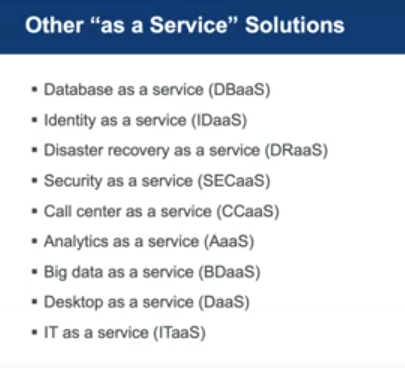 Other “as a Service” Solutions
▪ Database as a service (DBaaS)
▪ Identity as a service (IDaaS)
▪ Disaster recovery as a service (DRaaS)
▪ Security as a service (SECaaS)
▪ Call center as a service (CCaaS)
▪ Analytics as a service (AaaS)
▪ Big data as a service (BDaaS)
▪ Desktop as a service (DaaS)
▪ IT as a service (ITaaS)